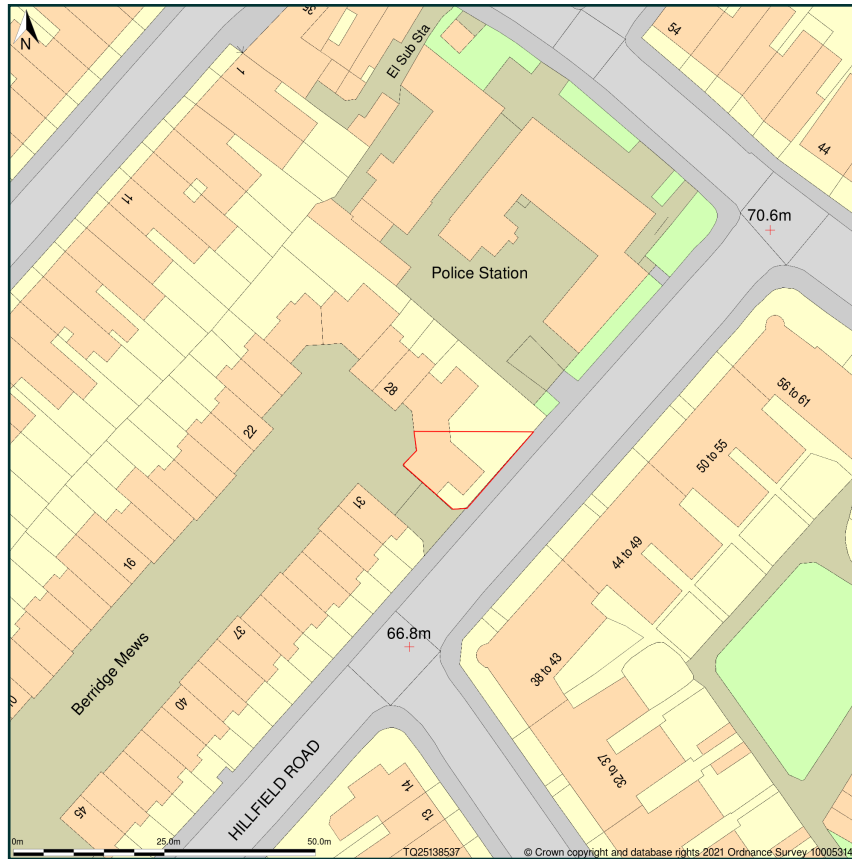 N
36
El Sub Sta
54
44
1
70.6m
11
Police Station
28
56 to 61
22
50 to 55
31
16
44 to 49
37
66.8m
Berridge Mews
38 to 43
40
32 to 37
HILLFIELD ROAD
14
13
45
0m
25.0m
50.0m
TQ25138537
© Crown copyright and database rights 2021 Ordnance Survey 10005314